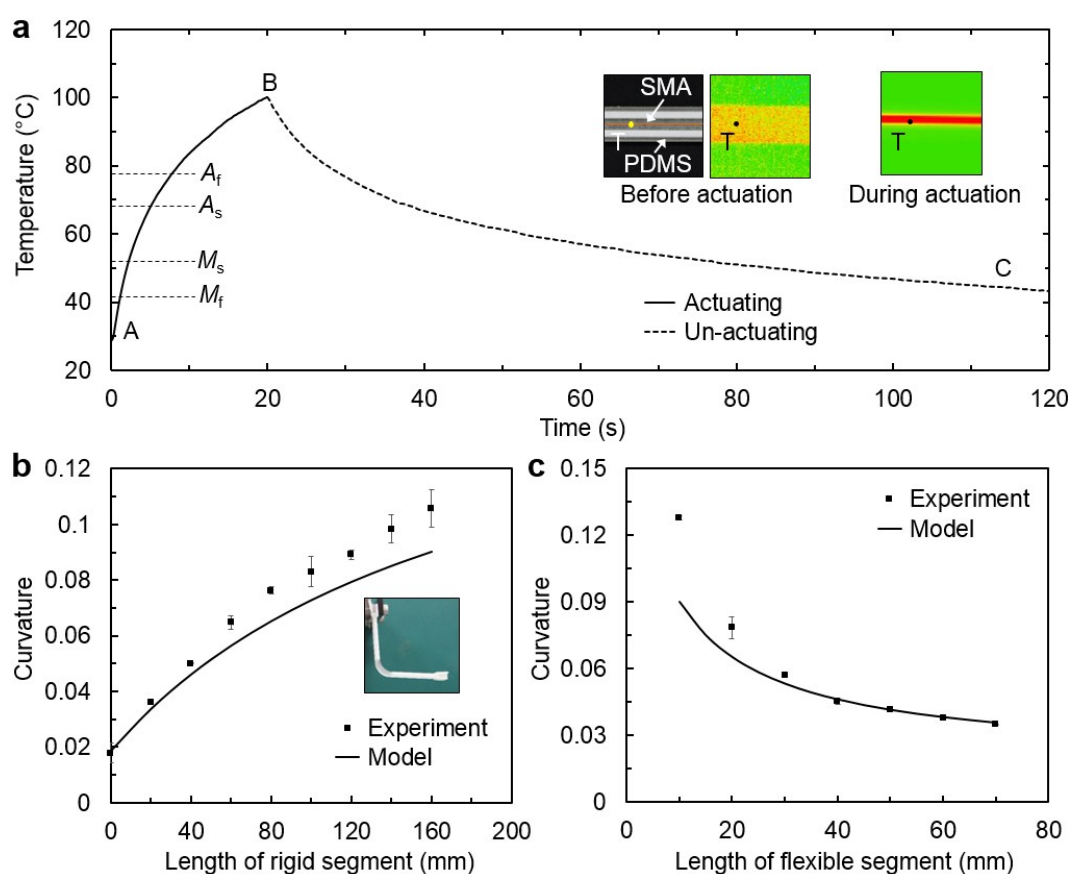 a
120
100
80
60
40
20
Temperature (°C)
A
B
C
Af
As
Ms
Mf
SMA
T
PDMS
T
T
Before actuation
During actuation
Actuating
Un-actuating
0
20
40
60
80
100
120
Time (s)
b
0.12
0.1
0.08
0.06
0.04
0.02
0
Curvature
Experiment
Model
0
40
80
120
160
200
Length of rigid segment (mm)
c
0.15
0.12
0.09
0.06
0.03
0
Curvature
Experiment
Model
0
20
40
60
80
Length of flexible segment (mm)